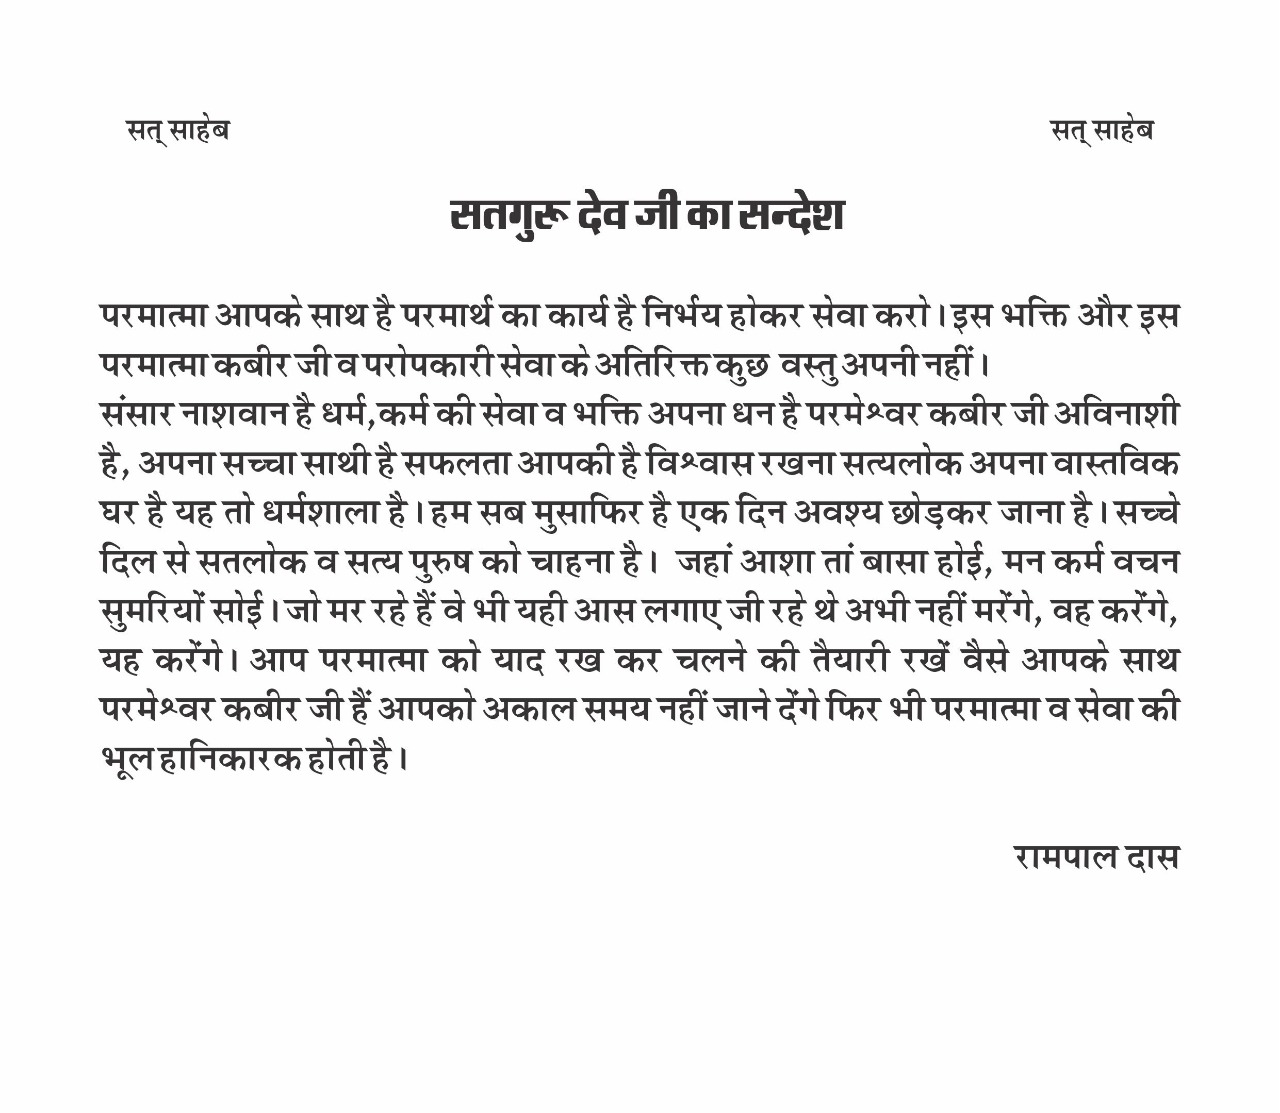 सत् साहेब सत् साहेब
सतगुरू देव जी का सन्देश
परमात्मा आपके साथ है परमार्थ का कार्य है निर्भय होकर सेवा करो। इस भक्ति और इस
परमात्मा कबीर जी व परोपकारी सेवा के अतिरिक्त कुछ वस्तु अपनी नहीं।
संसार नाशवान है धर्म,कर्म की सेवा व भक्ति अपना धन है परमेश्वर कबीर जी अविनाशी
है, अपना सच्चा साथी है सफलता आपकी है विश्वास रखना सत्यलोक अपना वास्तविक
घर है यह तो धर्मशाला है। हम सब मुसाफिर है एक दिन अवश्य छोड़कर जाना है। सच्चे
दिल से सतलोक व सत्य पुरुष को चाहना है। जहां आशा तां बासा होई, मन कर्म वचन
सुमरियों सोई। जो मर रहे हैं वे भी यही आस लगाए जी रहे थे अभी नहीं मरेंगे, वह करेंगे,
यह करेंगे। आप परमात्मा को याद रख कर चलने की तैयारी रखें वैसे आपके साथ
परमेश्वर कबीर जी हैं आपको अकाल समय नहीं जाने देंगे फिर भी परमात्मा व सेवा की
भूल हानिकारक होती है।
रामपाल दास